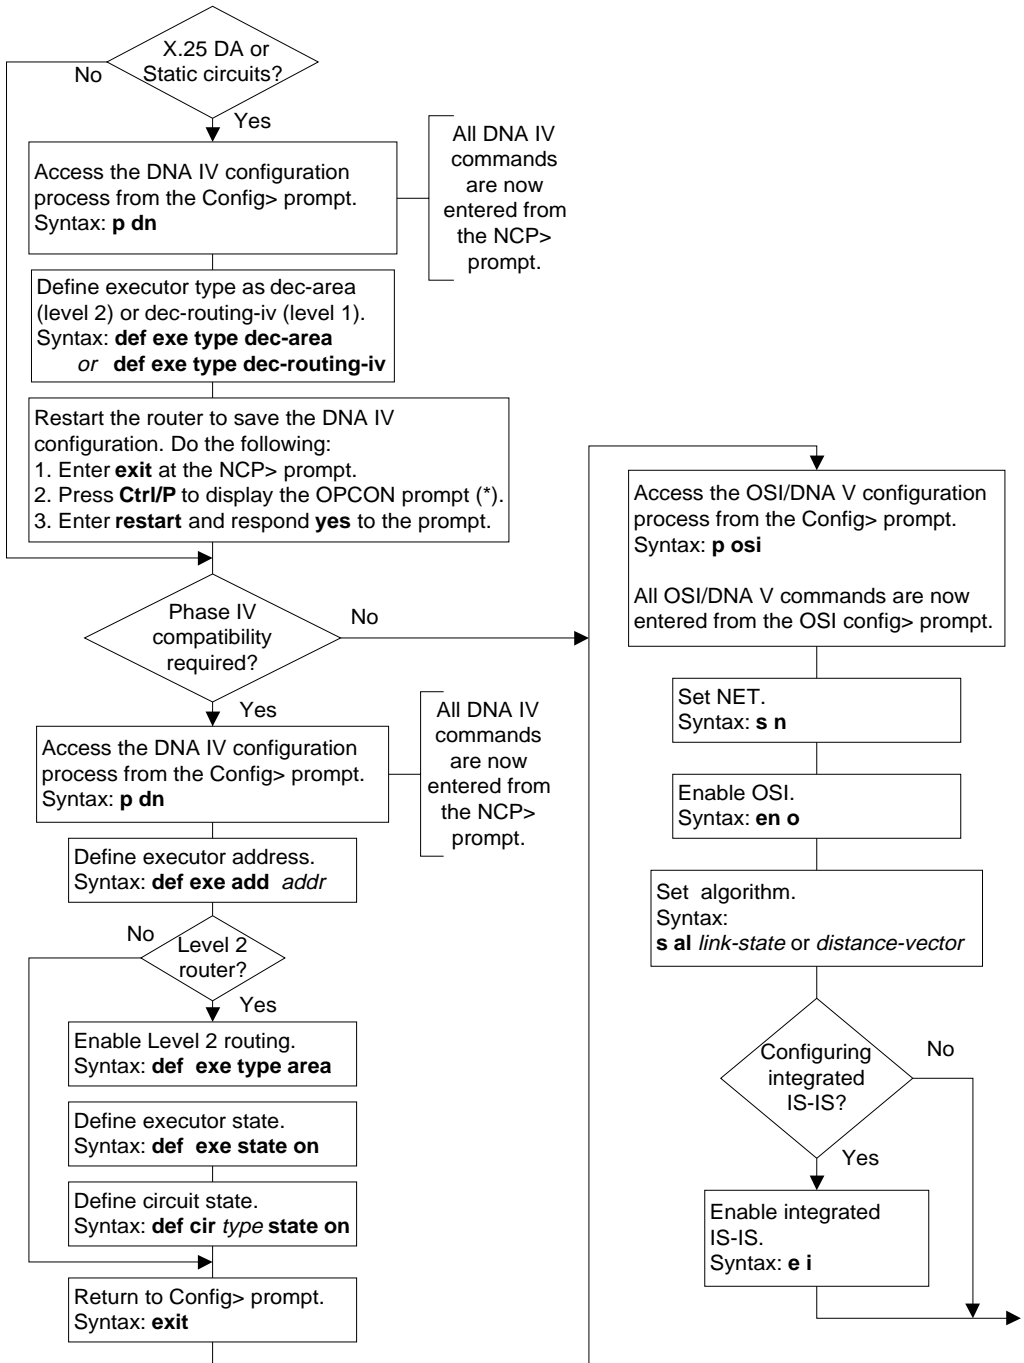 X.25 DA or
Static circuits?
No
Yes
Access the DNA IV configuration
process from the Config> prompt.
Syntax: p dn
All DNA IV
commands
are now
entered from
the NCP>
prompt.
Define executor type as dec-area
(level 2) or dec-routing-iv (level 1).
Syntax: def exe type dec-area
or def exe type dec-routing-iv
Restart the router to save the DNA IV
configuration. Do the following:
1. Enter exit at the NCP> prompt.
2. Press Ctrl/P to display the OPCON prompt (*).
3. Enter restart and respond yes to the prompt.
Phase IV
compatibility
required?
No
Yes
Access the DNA IV configuration
process from the Config> prompt.
Syntax: p dn
All DNA IV
commands
are now
entered from
the NCP>
prompt.
Define executor address.
Syntax: def exe add addr
No
Level 2
router?
Yes
Enable Level 2 routing.
Syntax: def exe type area
Define executor state.
Syntax: def exe state on
Define circuit state.
Syntax: def cir type state on
Return to Config> prompt.
Syntax: exit
Access the OSI/DNA V configuration
process from the Config> prompt.
Syntax: p osi
All OSI/DNA V commands are now
entered from the OSI config> prompt.
Set NET.
Syntax: s n
Enable OSI.
Syntax: en o
Set algorithm.
Syntax:
s al link-state or distance-vector
Configuring
integrated
IS-IS?
No
Yes
Enable integrated
IS-IS.
Syntax: e i